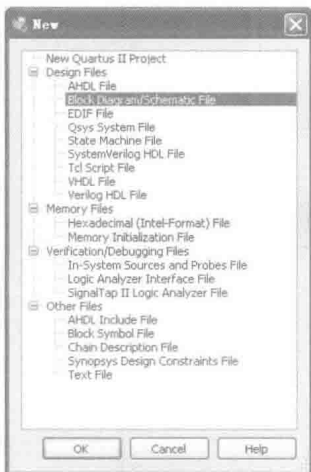 New
New Quartus II Project
Design Files
AHDL File
Block Diagram/Schematic File
EDIF File
Qsys System File
State Machine File
SystemVerilog HDL File
Tcl Script File
VHDL File
Verilog HDL File
Memory Files
Hexadecimal (Intel-Format) File
Memory Initialization File
Verification/Debugging Files
In-System Sources and Probes File
Logic Analyzer Interface File
SignalTap II Logic Analyzer File
Other Files
AHDL Include File
Block Symbol File
Chain Description File
Synopsys Design Constraints File
Text File
OK Cancel Help